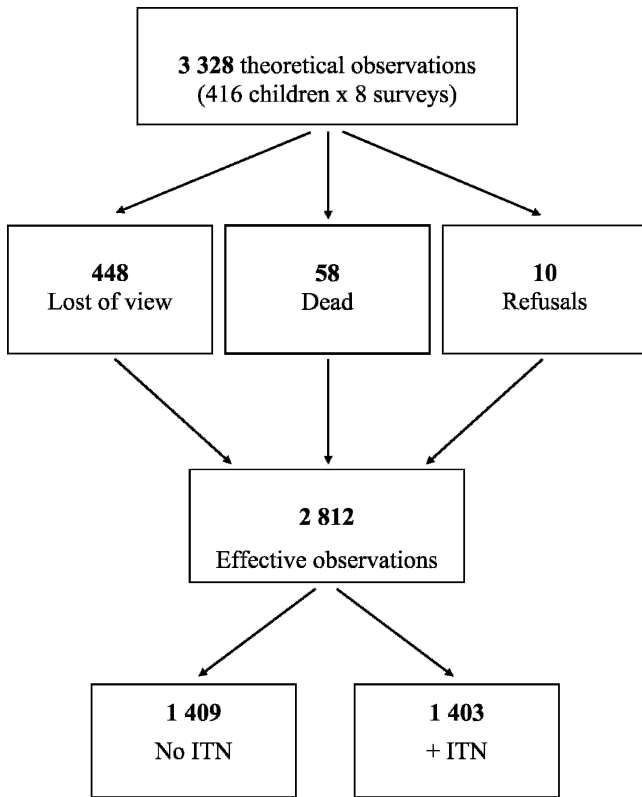 3 328 theoretical observations
(416 children x 8 surveys)
448
Lost of view
58
Dead
10
Refusals
2 812
Effective observations
1 409
No ITN
1 403
+ ITN